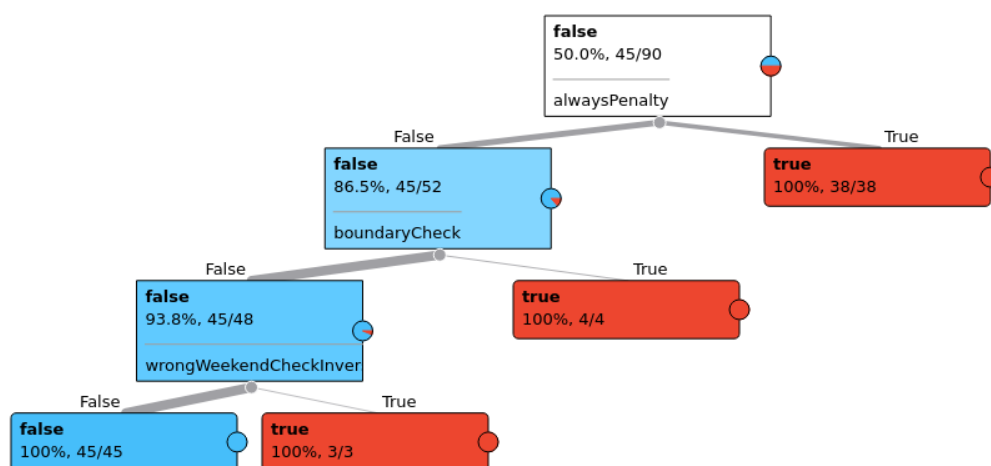 false
50.0%, 45/90
alwaysPenalty
False
True
false
86.5%, 45/52
boundaryCheck
true
100%, 38/38
False
True
false
93.8%, 45/48
wrongWeekendCheckInver
true
100%, 4/4
False
True
false
100%, 45/45
true
100%, 3/3